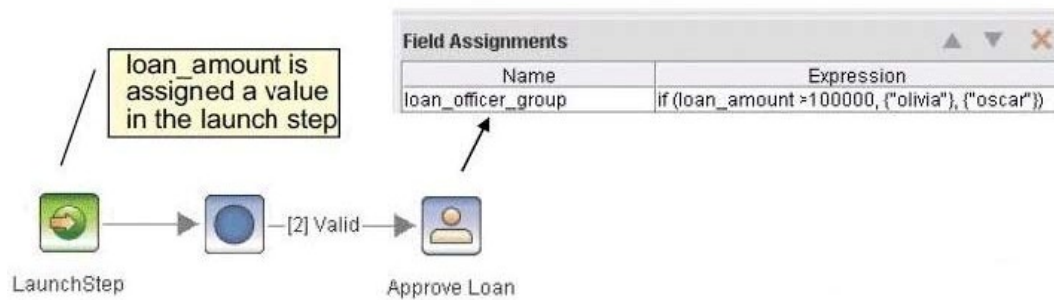 loan_amount is
assigned a value
in the launch step
Field Assignments
Name Expression
loan_officer_group if (loan_amount >100000, {"olivia"}, {"oscar"})
[2] Valid
LaunchStep
Approve Loan